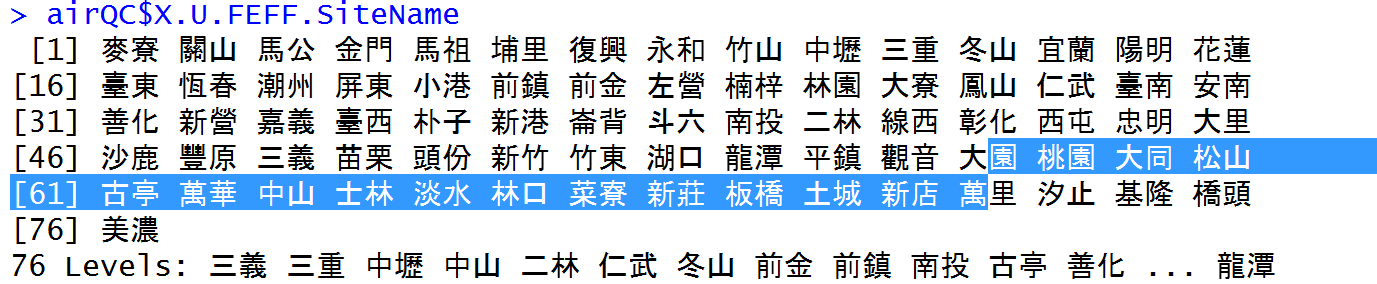 > airQC$X.U.FEFF.SiteName
[1] 麥寮 關山 馬公 金門 馬祖 埔里 復興 永和 竹山 中壢 三重 冬山 宜蘭 陽明 花蓮
[16] 臺東 恆春 潮州 屏東 小港 前鎮 前金 左營 楠梓 林園 大寮 鳳山 仁武 臺南 安南
[31] 善化 新營 嘉義 臺西 朴子 新港 崙背 斗六 南投 二林 線西 彰化 西屯 忠明 大里
[46] 沙鹿 豐原 三義 苗栗 頭份 新竹 竹東 湖口 龍潭 平鎮 觀音 大園 桃園 大同 松山
[61] 古亭 萬華 中山 士林 淡水 林口 菜寮 新莊 板橋 土城 新店 萬里 汐止 基隆 橋頭
[76] 美濃
76 Levels: 三義 三重 中壢 中山 二林 仁武 冬山 前金 前鎮 南投 古亭 善化 ... 龍潭